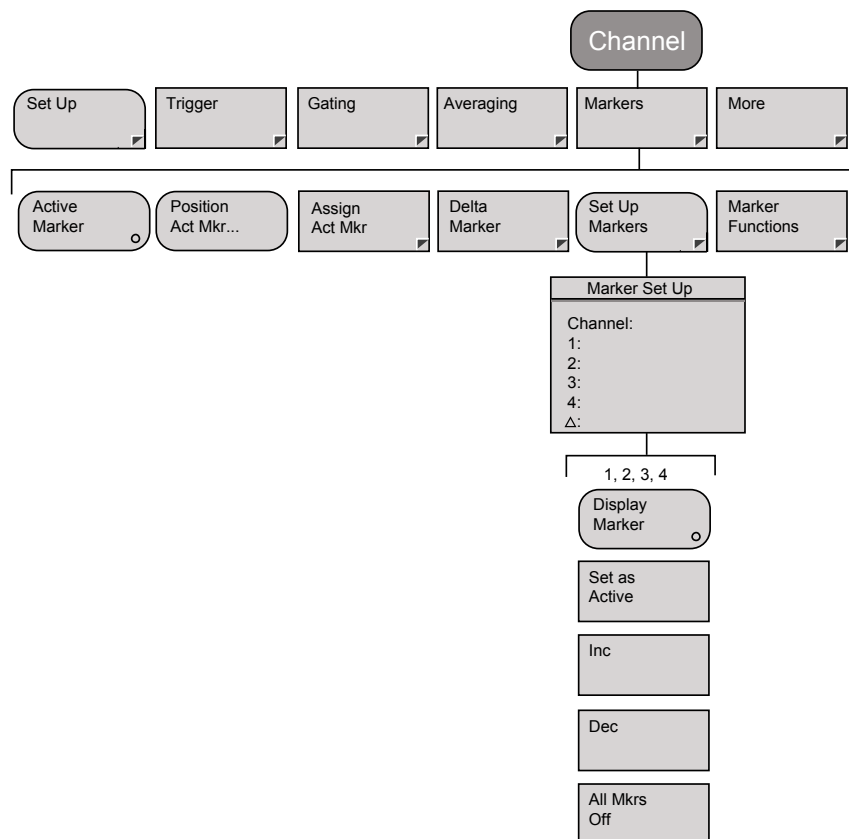 Channel
Set Up
Trigger
Gating
Averaging
Markers
More
Active
Marker
Position
Act Mkr...
Assign
Act Mkr
Delta
Marker
Set Up
Markers
Marker
Functions
Marker Set Up
Channel:
1:
2:
3:
4:
△:
1, 2, 3, 4
Display
Marker
Set as
Active
Inc
Dec
All Mkrs
Off